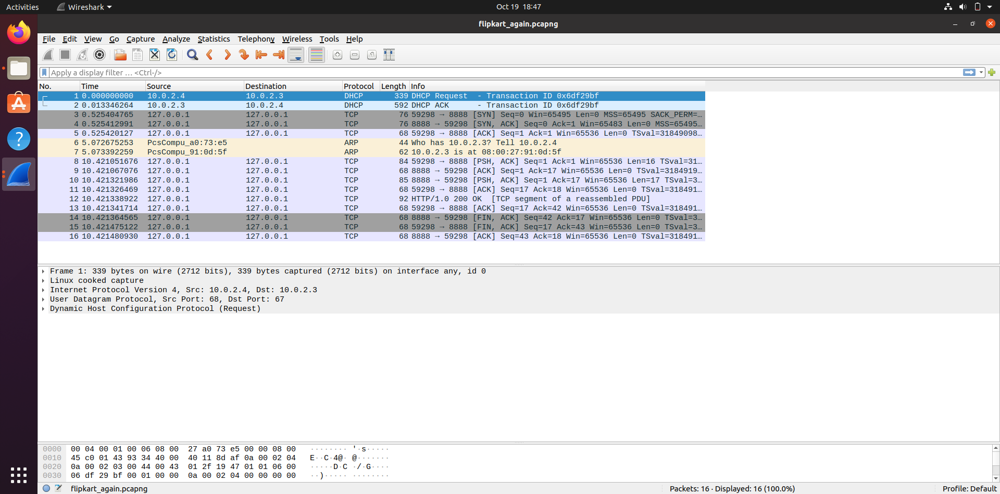 Activities Wireshark Oct 19 18:47
flipkart_again.pcapng
File Edit View Go Capture Analyze Statistics Telephony Wireless Tools Help
Apply a display filter … <Ctrl-/>
No. Time Source Destination Protocol Length Info
1 0.000000000 10.0.2.4 10.0.2.3 DHCP 339 DHCP Request - Transaction ID 0x6df29bf
2 0.013346264 10.0.2.3 10.0.2.4 DHCP 592 DHCP ACK - Transaction ID 0x6df29bf
3 0.525404765 127.0.0.1 127.0.0.1 TCP 76 59298 → 8888 [SYN] Seq=0 Win=65495 Len=0 MSS=65495 SACK_PERM=…
4 0.525412991 127.0.0.1 127.0.0.1 TCP 76 8888 → 59298 [SYN, ACK] Seq=0 Ack=1 Win=65483 Len=0 MSS=65495…
5 0.525420127 127.0.0.1 127.0.0.1 TCP 68 59298 → 8888 [ACK] Seq=1 Ack=1 Win=65536 Len=0 TSval=31849098…
6 5.072675253 PcsCompu_a0:73:e5 ARP 44 Who has 10.0.2.3? Tell 10.0.2.4
7 5.073392259 PcsCompu_91:0d:5f ARP 62 10.0.2.3 is at 08:00:27:91:0d:5f
8 10.421051676 127.0.0.1 127.0.0.1 TCP 84 59298 → 8888 [PSH, ACK] Seq=1 Ack=1 Win=65536 Len=16 TSval=31…
9 10.421067076 127.0.0.1 127.0.0.1 TCP 68 8888 → 59298 [ACK] Seq=1 Ack=17 Win=65536 Len=0 TSval=3184919…
10 10.421321986 127.0.0.1 127.0.0.1 TCP 85 8888 → 59298 [PSH, ACK] Seq=1 Ack=17 Win=65536 Len=17 TSval=3…
11 10.421326469 127.0.0.1 127.0.0.1 TCP 68 59298 → 8888 [ACK] Seq=17 Ack=18 Win=65536 Len=0 TSval=318491…
12 10.421338922 127.0.0.1 127.0.0.1 TCP 92 HTTP/1.0 200 OK [TCP segment of a reassembled PDU]
13 10.421341714 127.0.0.1 127.0.0.1 TCP 68 59298 → 8888 [ACK] Seq=17 Ack=42 Win=65536 Len=0 TSval=318491…
14 10.421364565 127.0.0.1 127.0.0.1 TCP 68 8888 → 59298 [FIN, ACK] Seq=42 Ack=17 Win=65536 Len=0 TSval=3…
15 10.421475122 127.0.0.1 127.0.0.1 TCP 68 59298 → 8888 [FIN, ACK] Seq=17 Ack=43 Win=65536 Len=0 TSval=3…
16 10.421480930 127.0.0.1 127.0.0.1 TCP 68 8888 → 59298 [ACK] Seq=43 Ack=18 Win=65536 Len=0 TSval=318491…
Frame 1: 339 bytes on wire (2712 bits), 339 bytes captured (2712 bits) on interface any, id 0
Linux cooked capture
Internet Protocol Version 4, Src: 10.0.2.4, Dst: 10.0.2.3
User Datagram Protocol, Src Port: 68, Dst Port: 67
Dynamic Host Configuration Protocol (Request)
0000 00 04 00 01 00 06 08 00 27 a0 73 e5 00 00 08 00 ········ '·s·····
0010 45 c0 01 43 93 34 40 00 40 11 8d af 0a 00 02 04 E··C·4@· @·······
0020 0a 00 02 03 00 44 00 43 01 2f 19 47 01 01 06 00 ·····D·C ·/·G····
0030 06 df 29 bf 00 01 00 00 0a 00 02 04 00 00 00 00 ··)····· ········
flipkart_again.pcapng Packets: 16 · Displayed: 16 (100.0%) Profile: Default